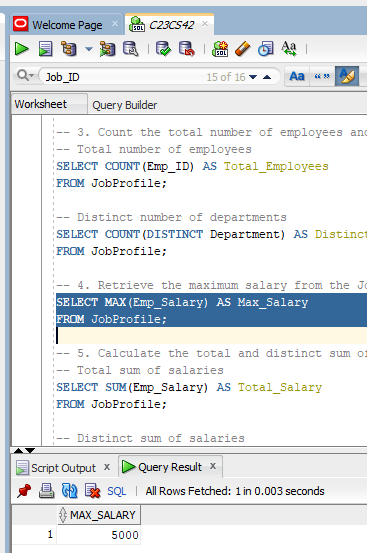 Welcome Page × C23CS42 ×
Job_ID 15 of 16 Aa “”
Worksheet Query Builder
-- 3. Count the total number of employees and
-- Total number of employees
SELECT COUNT(Emp_ID) AS Total_Employees
FROM JobProfile;
-- Distinct number of departments
SELECT COUNT(DISTINCT Department) AS Distinct
FROM JobProfile;
-- 4. Retrieve the maximum salary from the Jo
SELECT MAX(Emp_Salary) AS Max_Salary
FROM JobProfile;
-- 5. Calculate the total and distinct sum of
-- Total sum of salaries
SELECT SUM(Emp_Salary) AS Total_Salary
FROM JobProfile;
-- Distinct sum of salaries
Script Output × Query Result ×
SQL | All Rows Fetched: 1 in 0.003 seconds
MAX_SALARY
1 5000